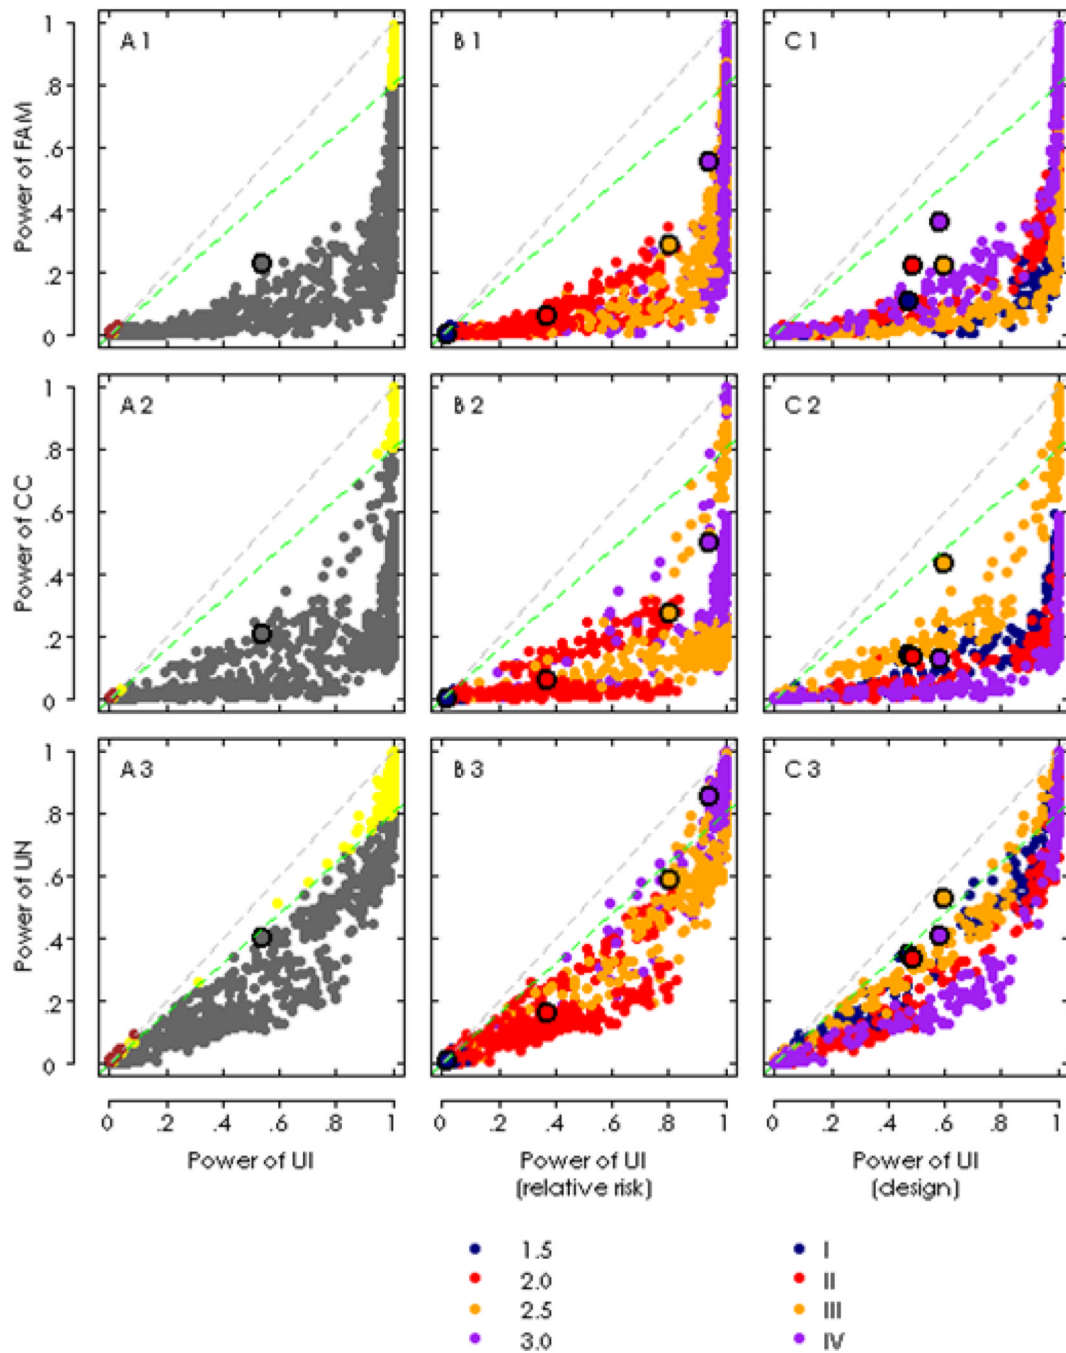 A 1
B 1
C 1
1
.8
.6
.4
.2
0
Power of FAM
A 2
B 2
C 2
1
.8
.6
.4
.2
0
Power of CC
A 3
B 3
C 3
1
.8
.6
.4
.2
0
Power of UN
0 .2 .4 .6 .8 1
0 .2 .4 .6 .8 1
0 .2 .4 .6 .8 1
Power of UI
Power of UI
(relative risk)
Power of UI
(design)
1.5
2.0
2.5
3.0
I
II
III
IV